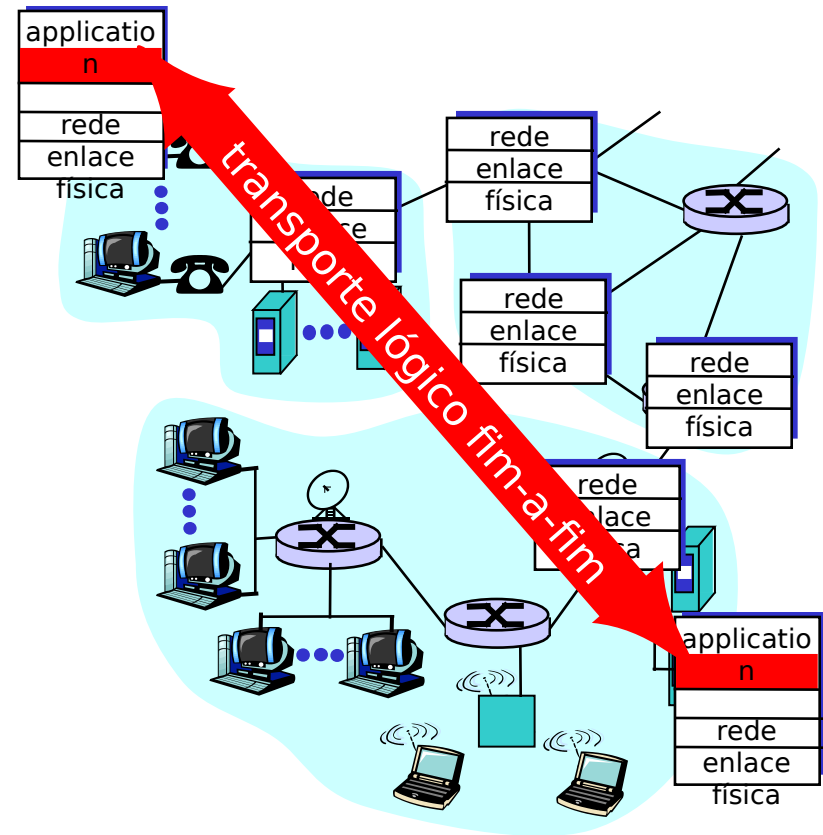 applicatio
n
rede
enlace
física
rede
enlace
física
transporte lógico fim-a-fim
rede
enlace
física
rede
enlace
física
rede
applicatio
n
rede
enlace
física